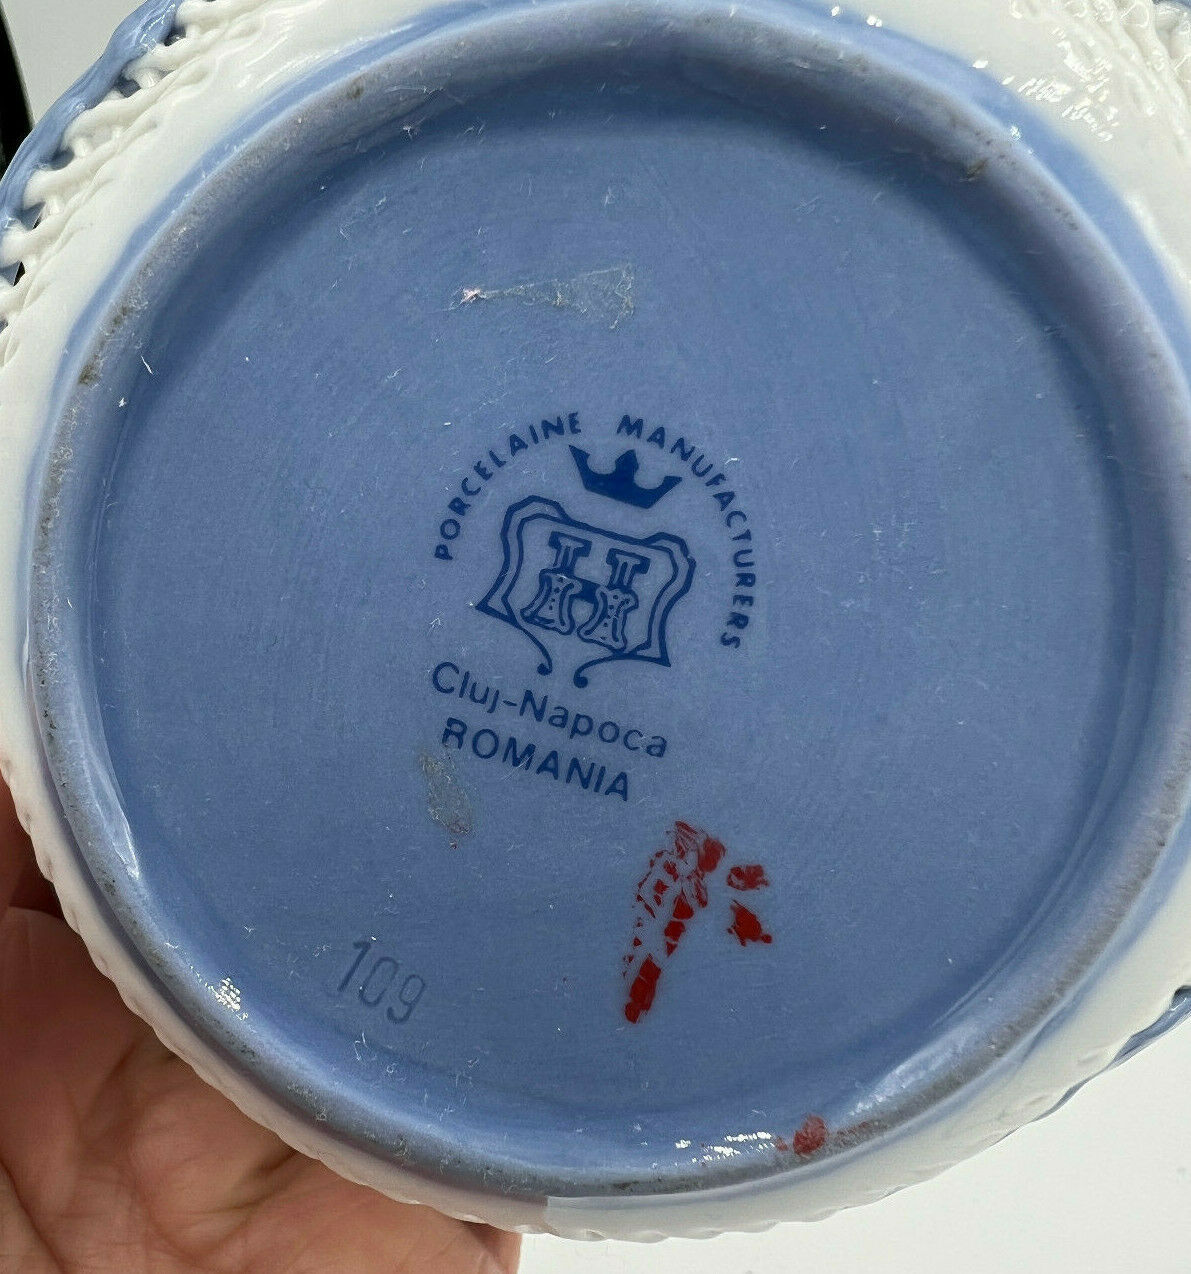 PORCELAINE MANUFACTURERS
H
Cluj-Napoca
ROMANIA
109